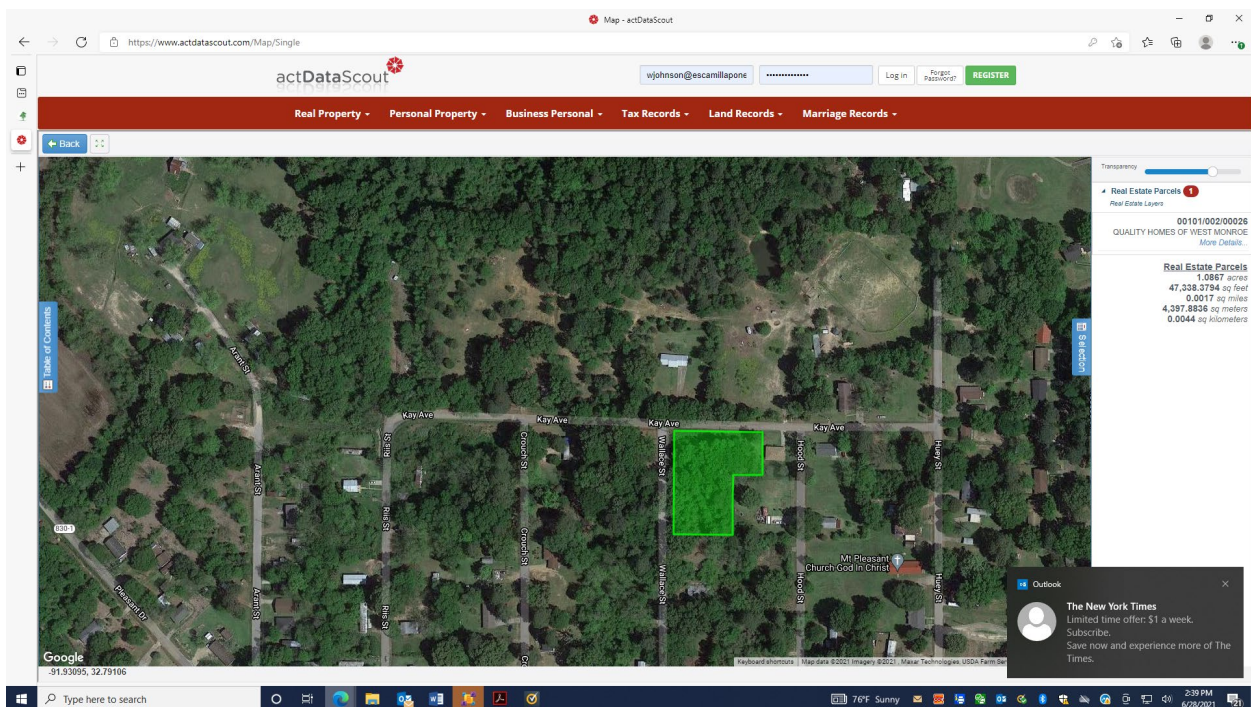 Map - actDataScout
https://www.actdatascout.com/Map/Single
actDataScout
wjohnson@escamillapone
••••••••••••••
Log in
Forgot
Password?
REGISTER
Real Property
Personal Property
Business Personal
Tax Records
Land Records
Marriage Records
Back
Transparency
Real Estate Parcels 1
Real Estate Layers
00101/002/00026
QUALITY HOMES OF WEST MONROE
More Details...
Real Estate Parcels
1.0867 acres
47,338.3794 sq feet
0.0017 sq miles
4,397.8836 sq meters
0.0044 sq kilometers
Table of Contents
Selection
Arant St
Kay Ave
Kay Ave
Kay Ave
Kay Ave
Riis St
Crouch St
Wallace St
Hood St
Huey St
Arant St
Riis St
830-1
Crouch St
Mt Pleasant
Church God In Christ
Pleasant Dr
Arant St
Riis St
Wallace St
Hood St
Huey St
Google
Keyboard shortcuts
Map data ©2021 Imagery ©2021 , Maxar Technologies, USDA Farm Ser
-91.93095, 32.79106
Outlook
The New York Times
Limited time offer: $1 a week.
Subscribe.
Save now and experience more of The
Times.
Type here to search
76°F Sunny
2:39 PM
6/28/2021
21